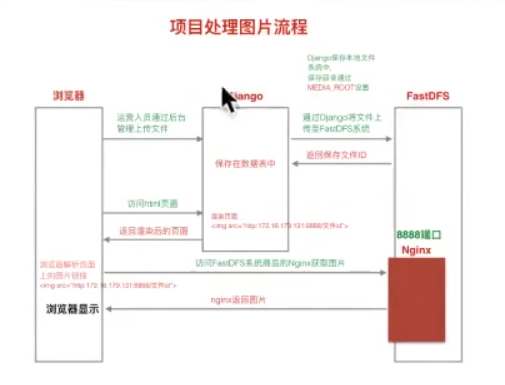 项目处理图片流程
Django保存本地文件
系统中,
保存目录通过
MEDIA_ROOT设置
浏览器
Django
FastDFS
运营人员通过后台
管理上传文件
通过Django将文件上
传至FastDFS系统
保存在数据表中
返回保存文件ID
访问html页面
渲染页面
<img src="http:172.16.179.131:8888/文件id">
返回渲染后的页面
8888端口
Nginx
浏览器解析页面
上的图片链接
<img src="http:172.16.179.131:8888/文件id">
访问FastDFS系统商品的Nginx获取图片
浏览器显示
nginx返回图片